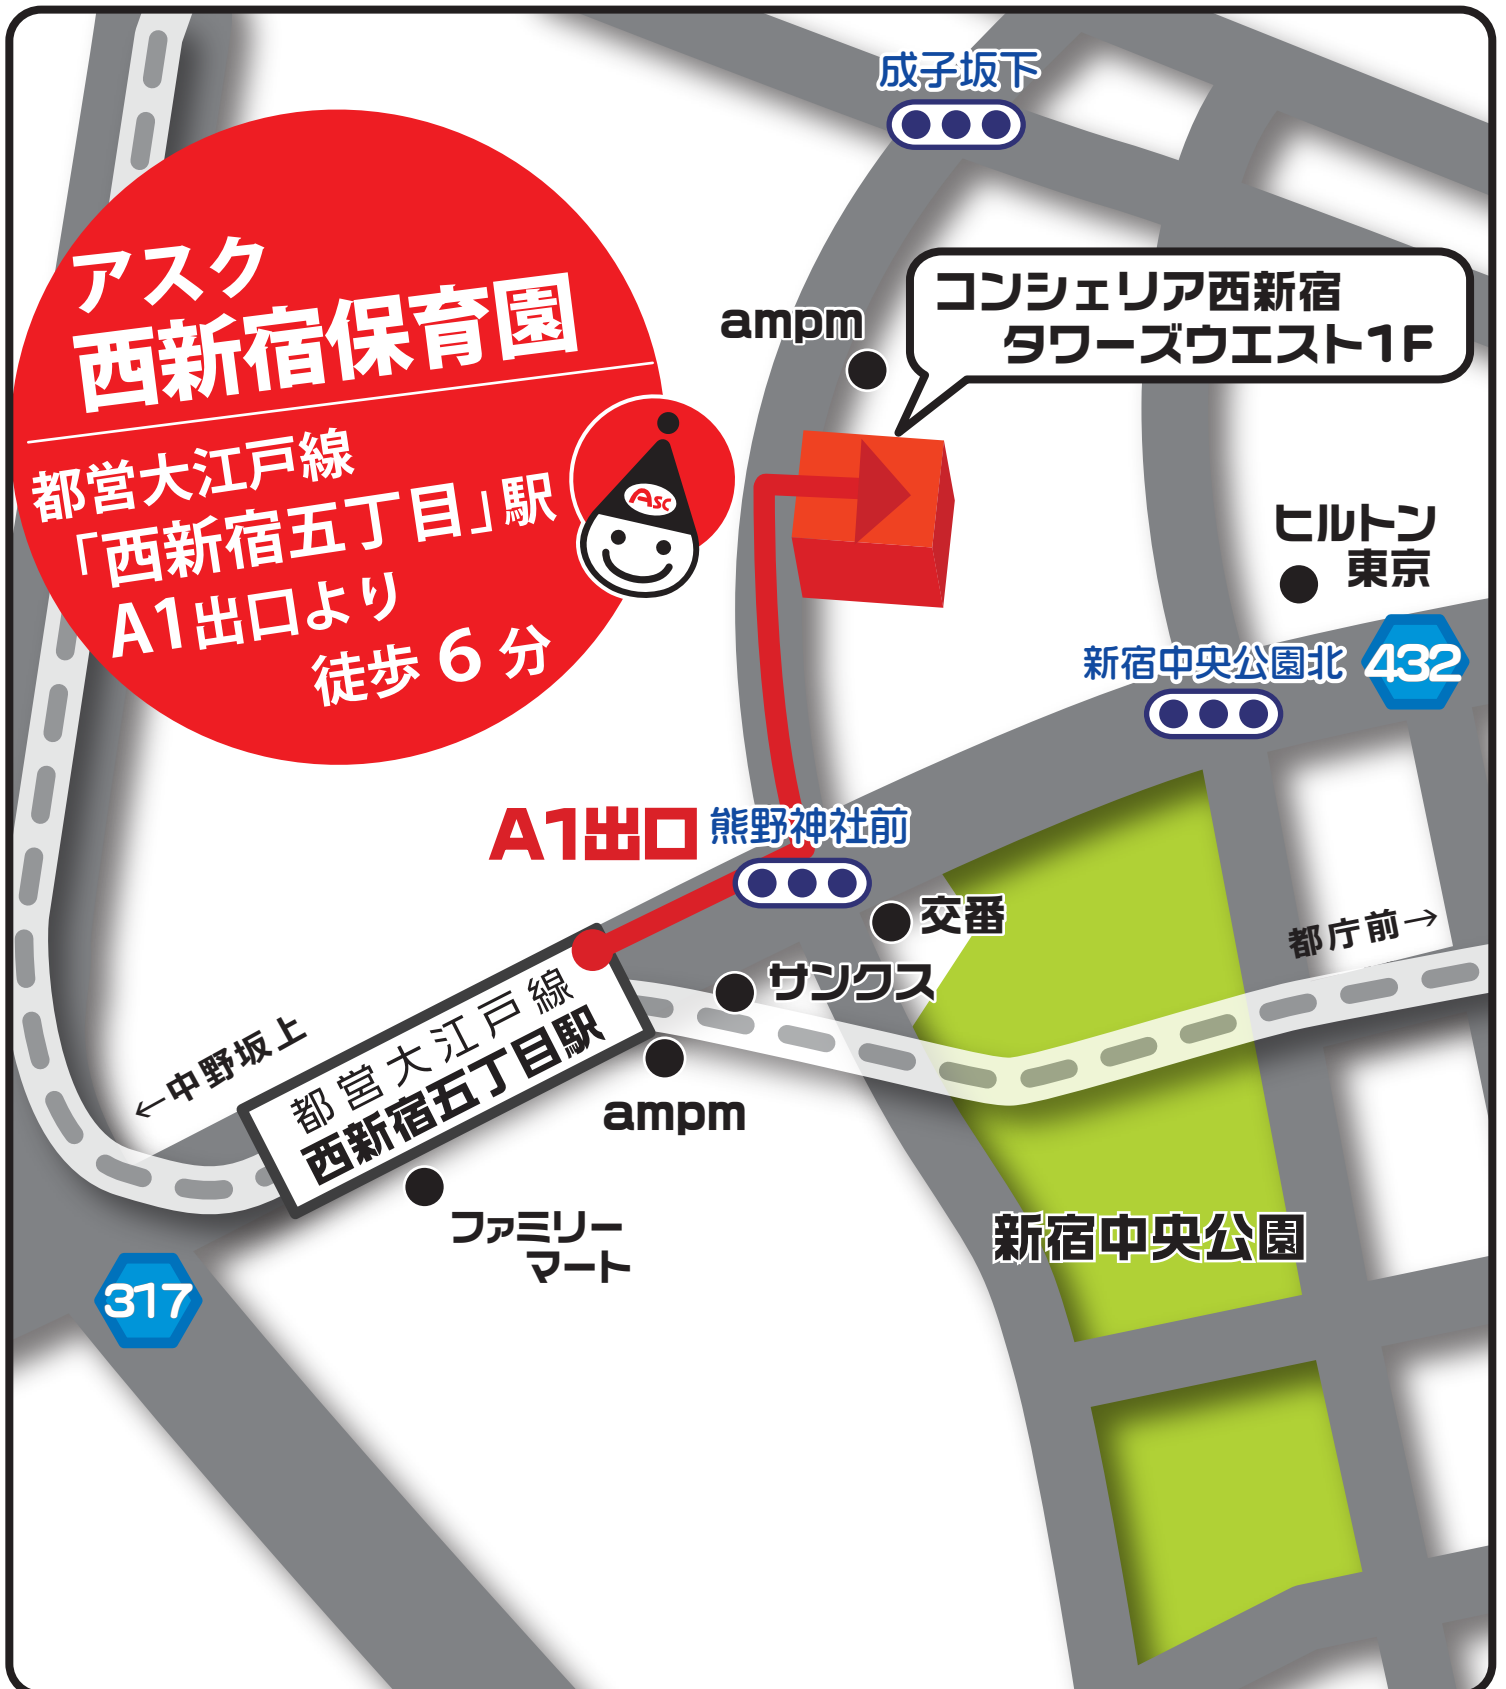 成子坂下
アスク
西新宿保育園
都営大江戸線
「西新宿五丁目」駅
A1出口より
徒歩 6 分
Asc
コンシェリア西新宿
タワーズウエスト1F
ampm
ヒルトン
東京
新宿中央公園北
432
A1出口
熊野神社前
交番
サンクス
都庁前→
←中野坂上
都営大江戸線
西新宿五丁目駅
ampm
ファミリー
マート
新宿中央公園
317